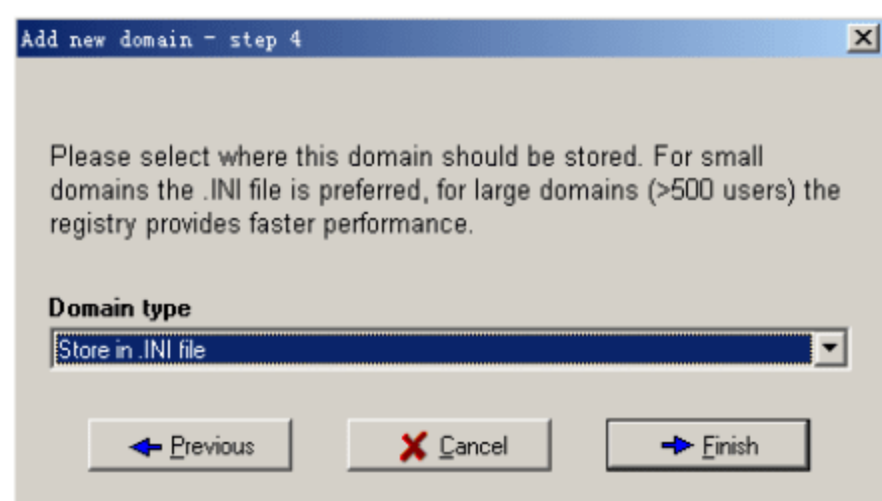 Add new domain - step 4
Please select where this domain should be stored. For small
domains the .INI file is preferred, for large domains (>500 users) the
registry provides faster performance.
Domain type
Store in .INI file
Previous
Cancel
Finish